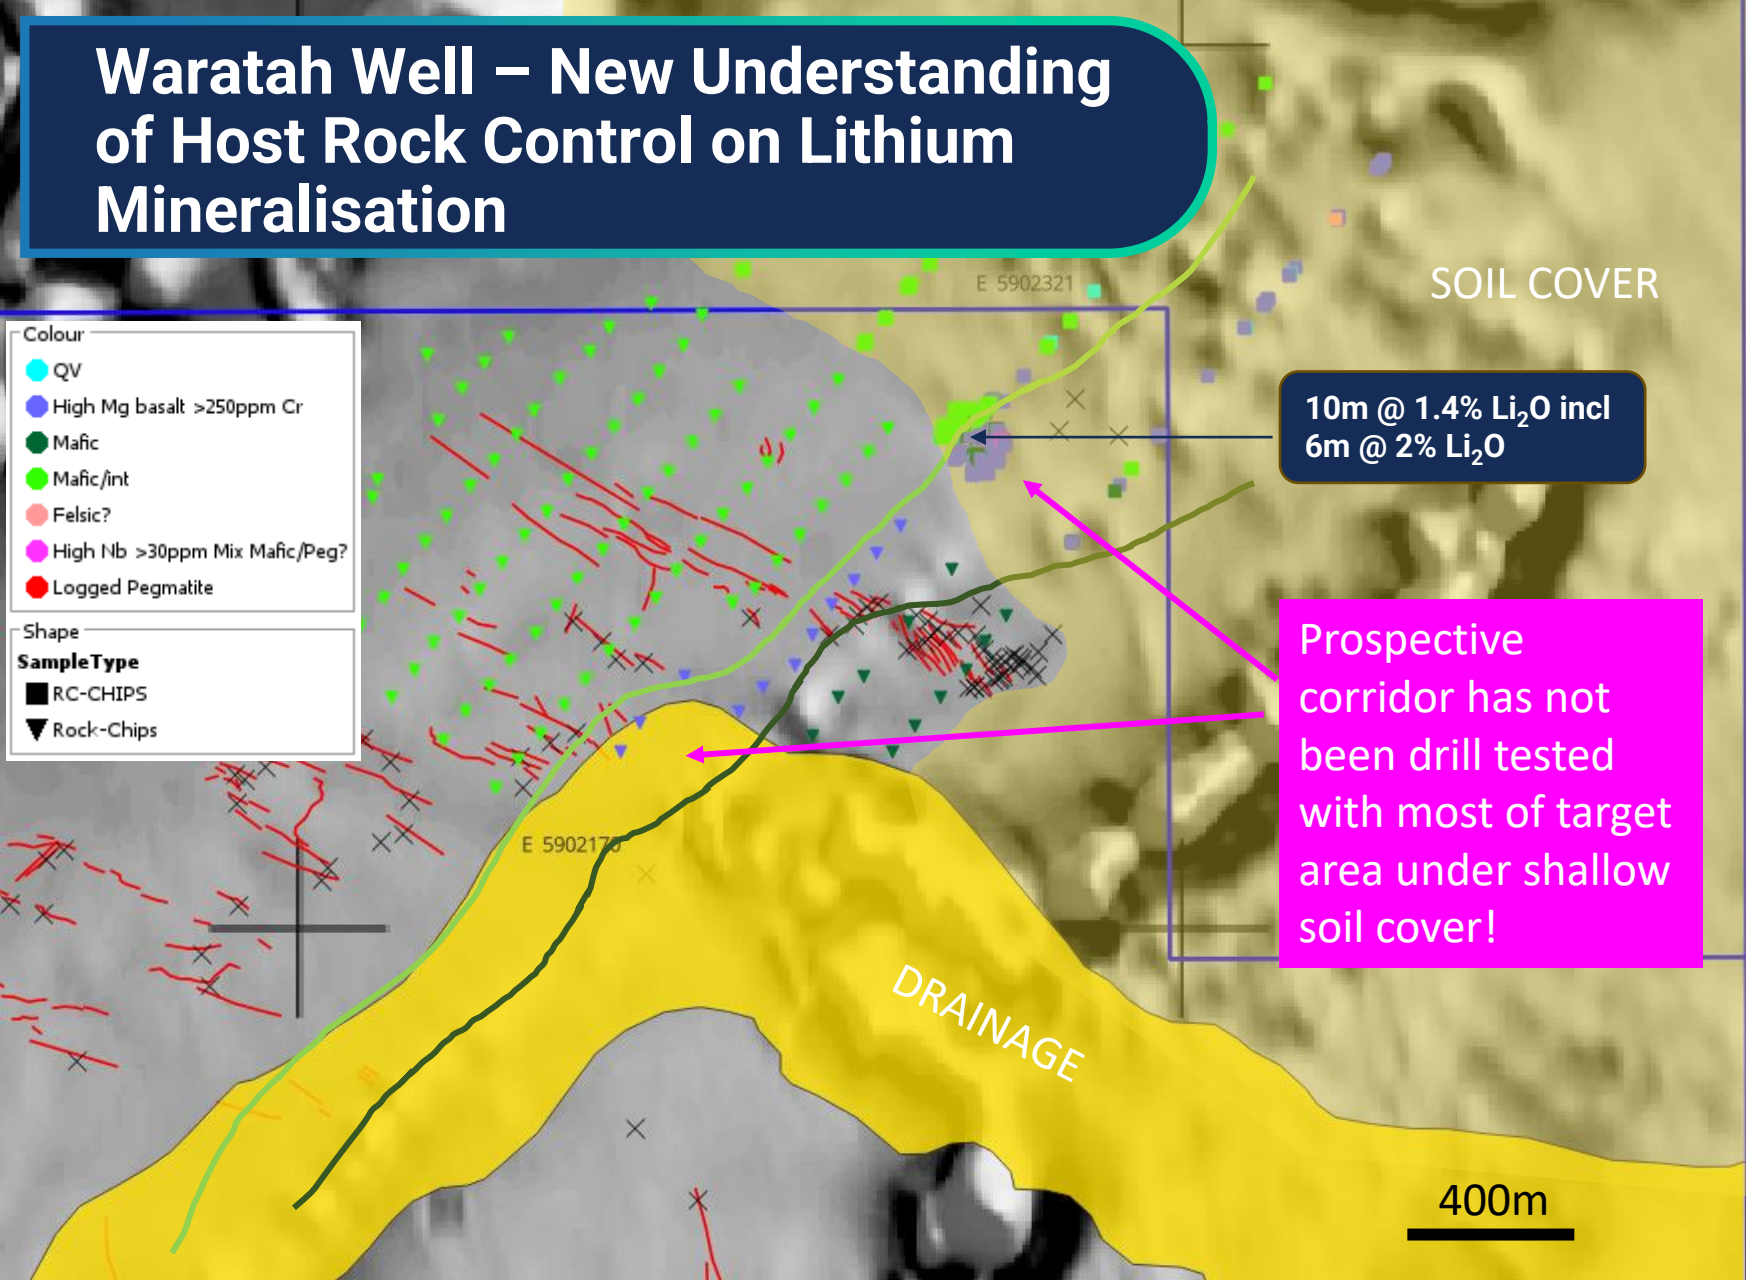 Waratah Well – New Understanding
of Host Rock Control on Lithium
Mineralisation
E 5902321
SOIL COVER
Colour
QV
High Mg basalt >250ppm Cr
Mafic
Mafic/int
Felsic?
High Nb >30ppm Mix Mafic/Peg?
Logged Pegmatite
Shape
SampleType
RC-CHIPS
Rock-Chips
10m @ 1.4% Li₂O incl
6m @ 2% Li₂O
Prospective
corridor has not
been drill tested
with most of target
area under shallow
soil cover!
E 5902170
DRAINAGE
400m